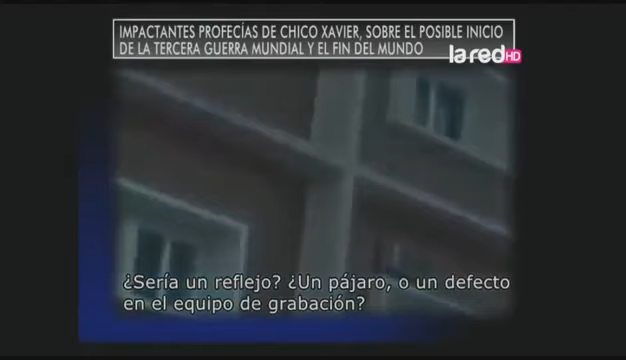 IMPACTANTES PROFECÍAS DE CHICO XAVIER, SOBRE EL POSIBLE INICIO
DE LA TERCERA GUERRA MUNDIAL Y EL FIN DEL MUNDO
lared HD
¿Sería un reflejo? ¿Un pájaro, o un defecto
en el equipo de grabación?